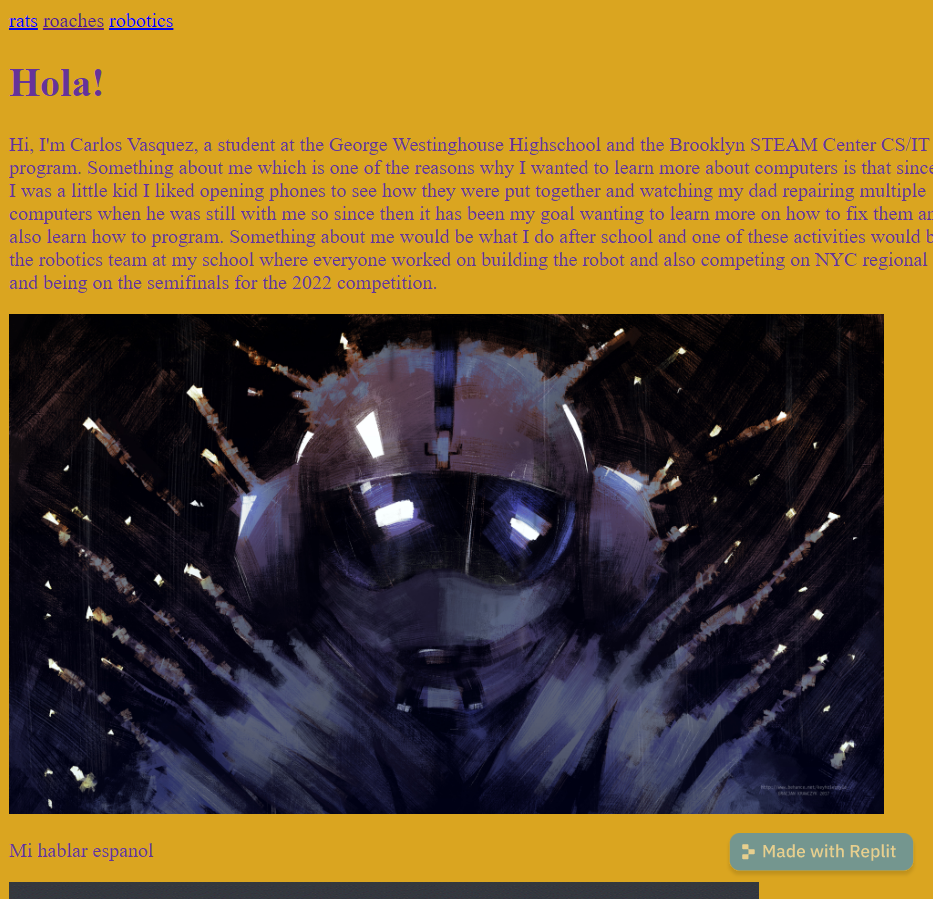 rats roaches robotics
Hola!
Hi, I'm Carlos Vasquez, a student at the George Westinghouse Highschool and the Brooklyn STEAM Center CS/IT
program. Something about me which is one of the reasons why I wanted to learn more about computers is that since
I was a little kid I liked opening phones to see how they were put together and watching my dad repairing multiple
computers when he was still with me so since then it has been my goal wanting to learn more on how to fix them
also learn how to program. Something about me would be what I do after school and one of these activities would
the robotics team at my school where everyone worked on building the robot and also competing on NYC regional
and being on the semifinals for the 2022 competition.
Mi hablar espanol
Made with Replit